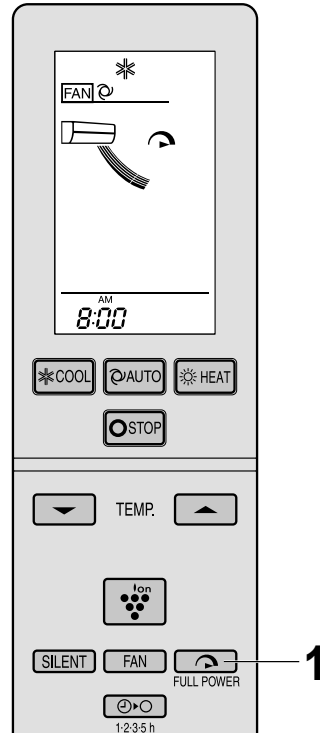 FAN
AM
8:00
COOL AUTO HEAT
STOP
TEMP.
Ion
SILENT FAN
1
FULL POWER
1·2·3·5 h